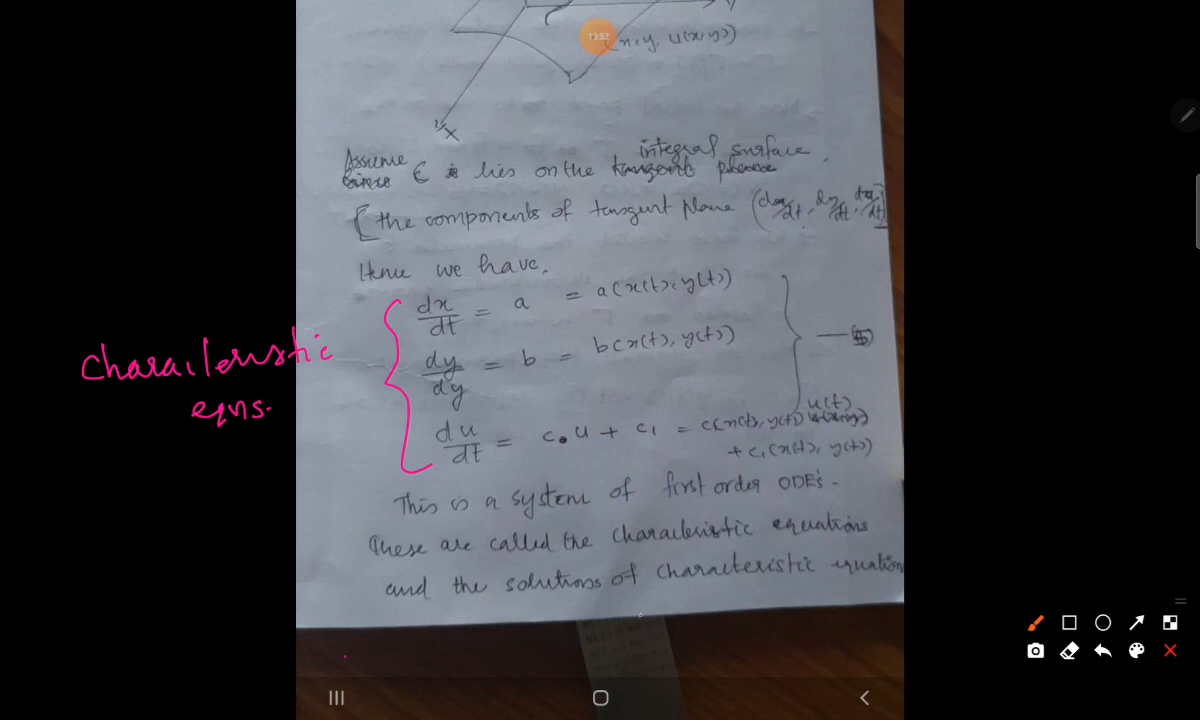 y
13:52
(x, y, u(x,y))
x
integral surface
Assume
since C is lies on the tangent plane.
[ the components of tangent plane (dx/dt, dy/dt, du/dt)]
Hence we have.
dx/dt = a = a(x(t), y(t))
characteristic
eqns.
dy/dy = b = b(x(t), y(t)) —(5)
u(t)
du/dt = c₀u + c₁ = c(x(t), y(t))
+ c₁(x(t), y(t))
This is a system of first order ODE's.
These are called the characteristic equations
and the solutions of characteristic equation